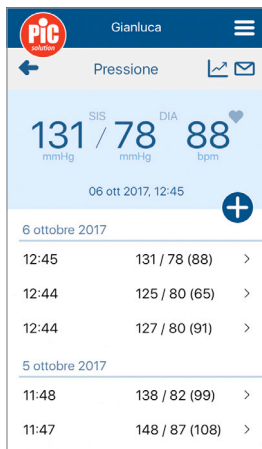 PiC
solution
Gianluca
Pressione
SIS DIA
131 / 78 88
mmHg mmHg bpm
06 ott 2017, 12:45
6 ottobre 2017
12:45 131 / 78 (88)
12:44 125 / 80 (65)
12:44 127 / 80 (91)
5 ottobre 2017
11:48 138 / 82 (99)
11:47 148 / 87 (108)